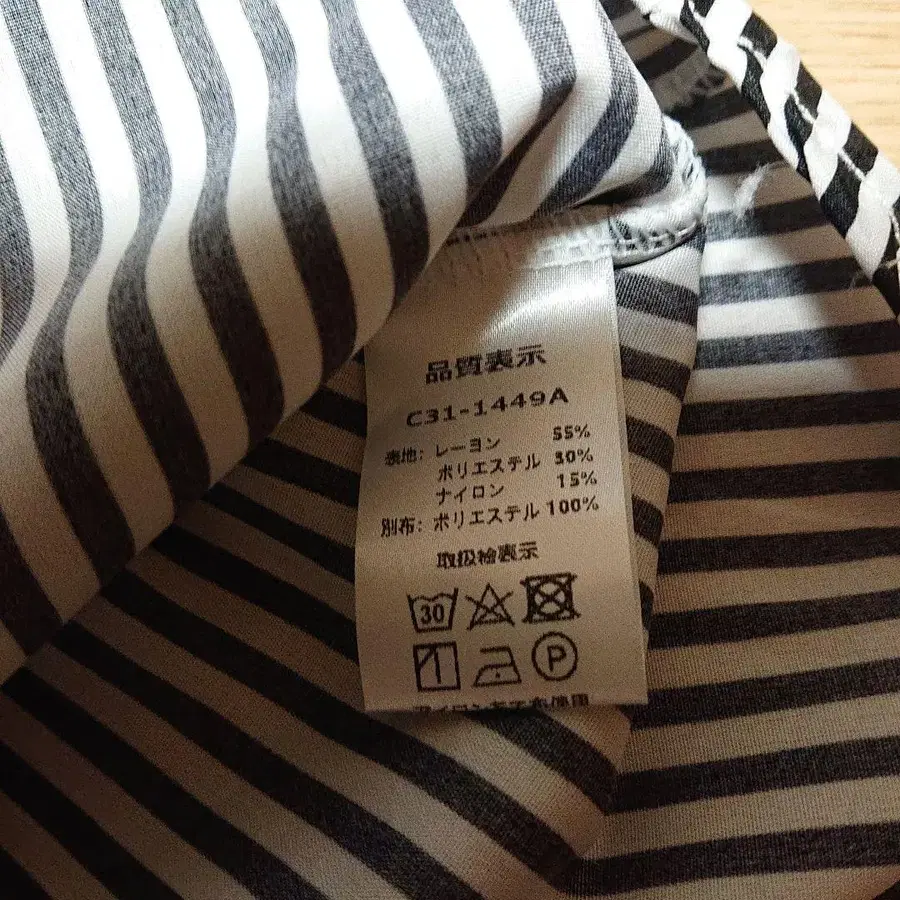 品質表示
C31-1449A
表地: レーヨン 55%
ポリエステル 30%
ナイロン 15%
別布: ポリエステル 100%
取扱絵表示
30
P